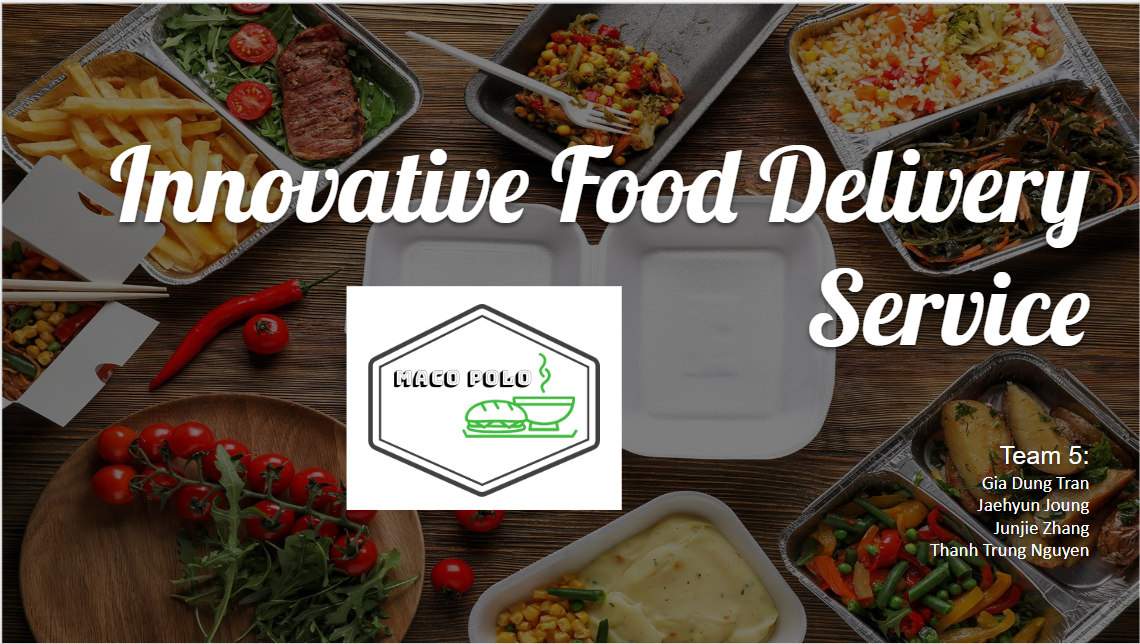 Innovative Food Delivery
Service
MACO POLO
Team 5:
Gia Dung Tran
Jaehyun Joung
Junjie Zhang
Thanh Trung Nguyen